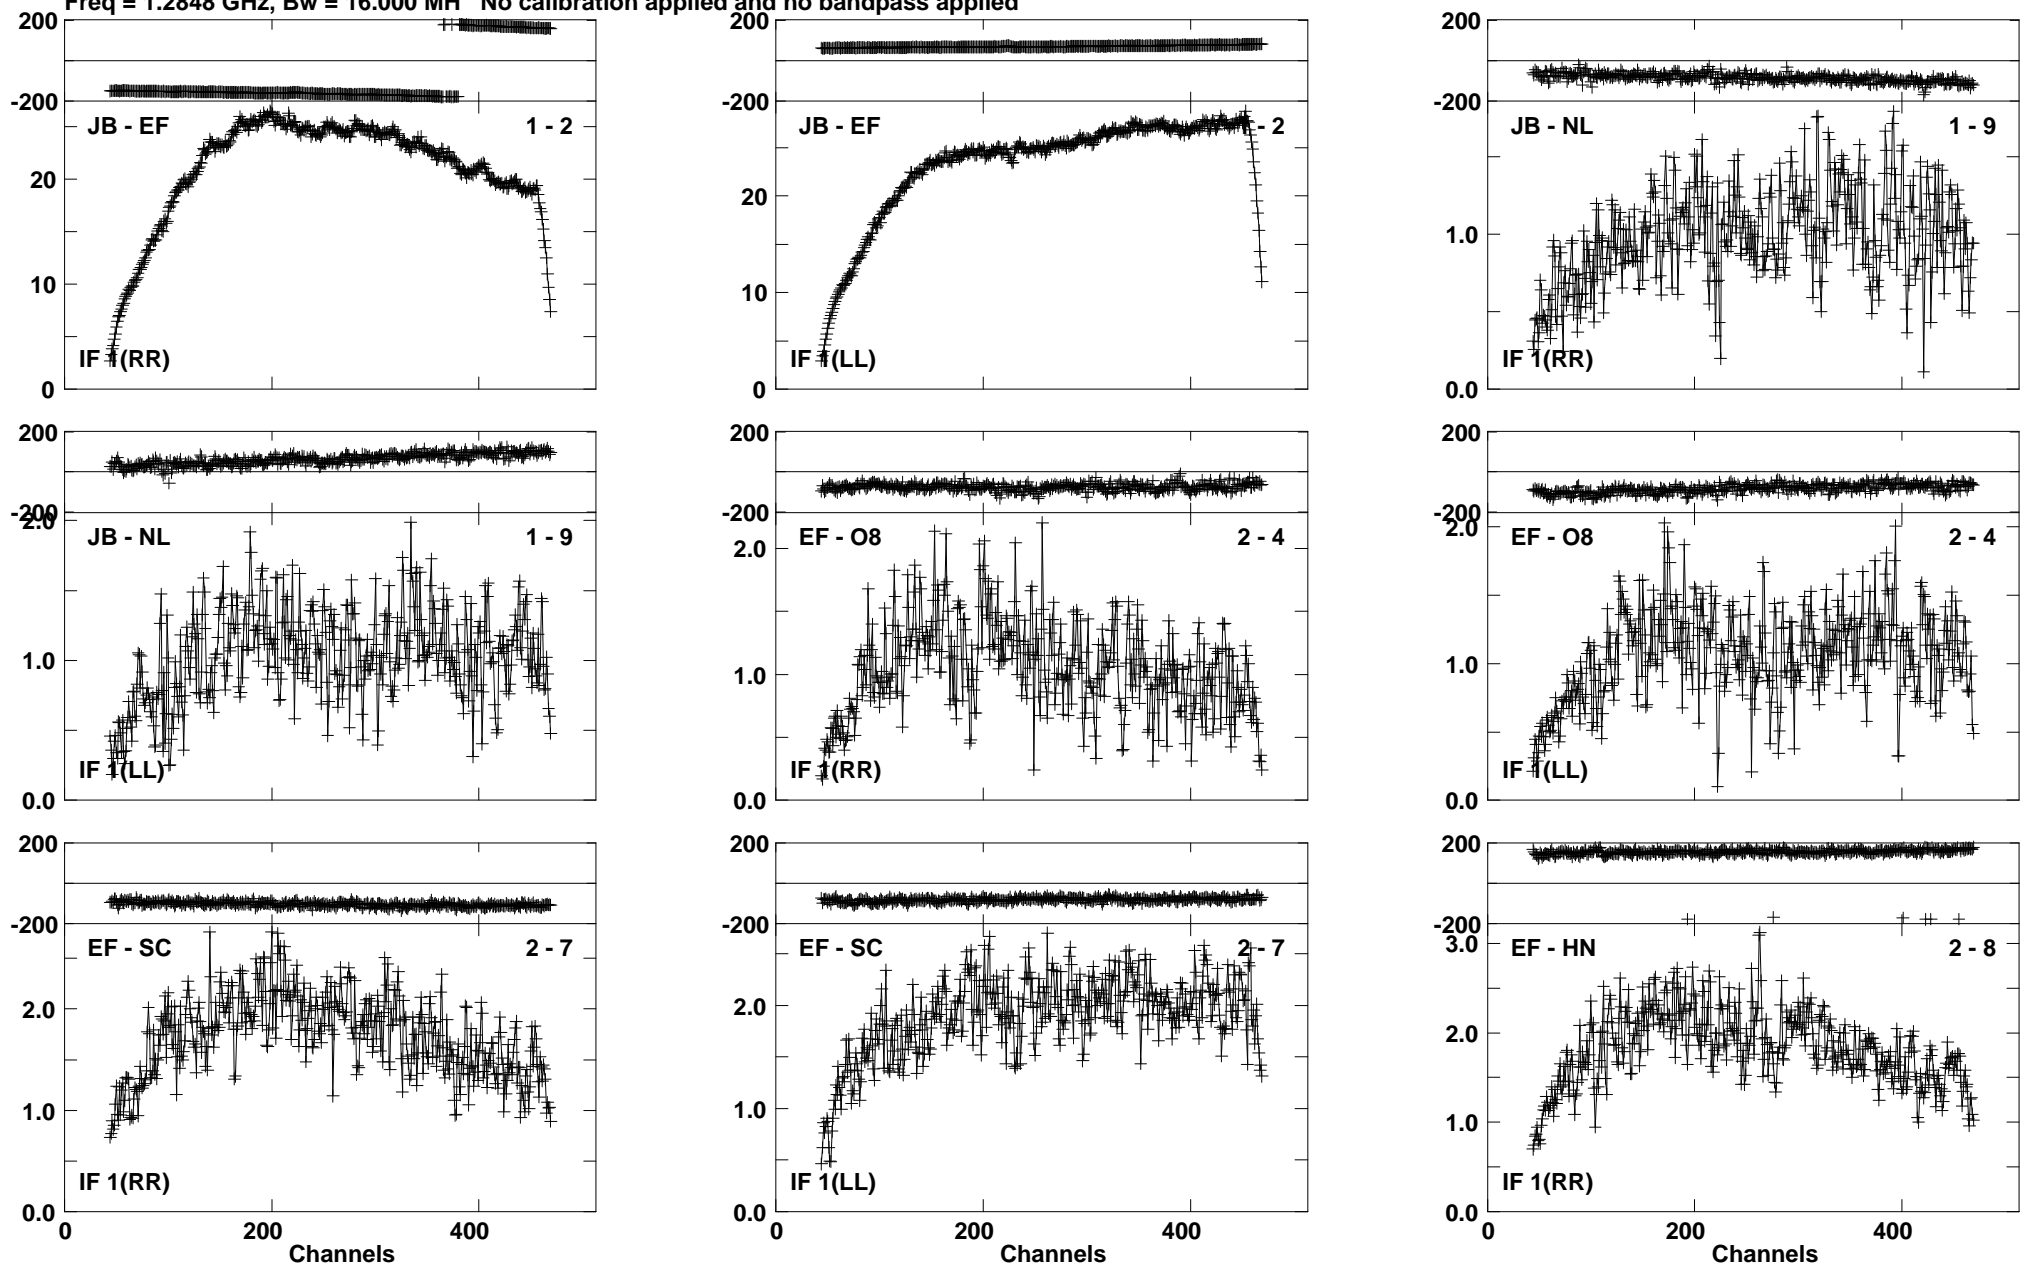 Freq = 1.2848 GHz, Bw = 16.000 MH No calibration applied and no bandpass applied
200
-200
JB - EF
1 - 2
20
10
0
IF 1(RR)
JB - EF
- 2
20
10
0
IF 1(LL)
200
-200
JB - NL
1 - 9
1.0
0.0
IF 1(RR)
200
-200
2.0
JB - NL
1 - 9
1.0
0.0
IF 1(LL)
200
-200
EF - O8
2 - 4
2.0
1.0
0.0
IF 1(RR)
200
-200
2.0
EF - O8
2 - 4
1.0
0.0
IF 1(LL)
200
-200
EF - SC
2 - 7
2.0
1.0
0.0
IF 1(RR)
0
200
400
Channels
200
-200
EF - SC
2 - 7
2.0
1.0
0.0
IF 1(LL)
0
200
400
Channels
200
-200
3.0
EF - HN
2 - 8
2.0
1.0
0.0
IF 1(RR)
0
200
400
Channels